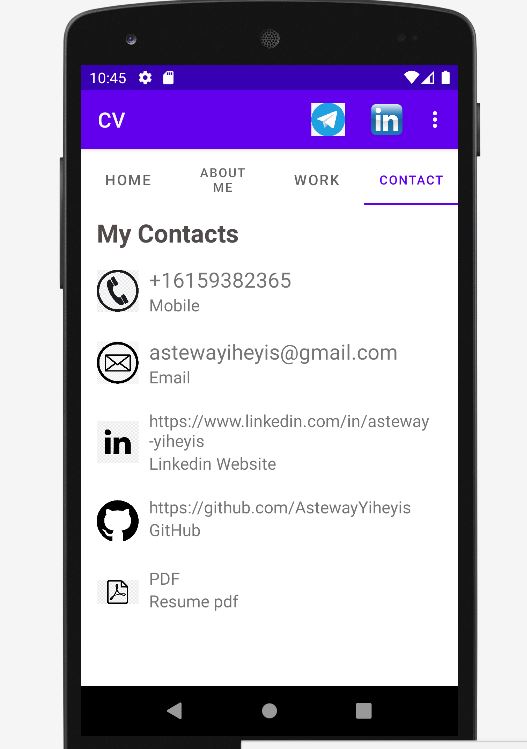 10:45
CV
in
HOME
ABOUT
ME
WORK
CONTACT
My Contacts
+16159382365
Mobile
astewayiheyis@gmail.com
Email
in
https://www.linkedin.com/in/asteway
-yiheyis
Linkedin Website
https://github.com/AstewayYiheyis
GitHub
PDF
Resume pdf